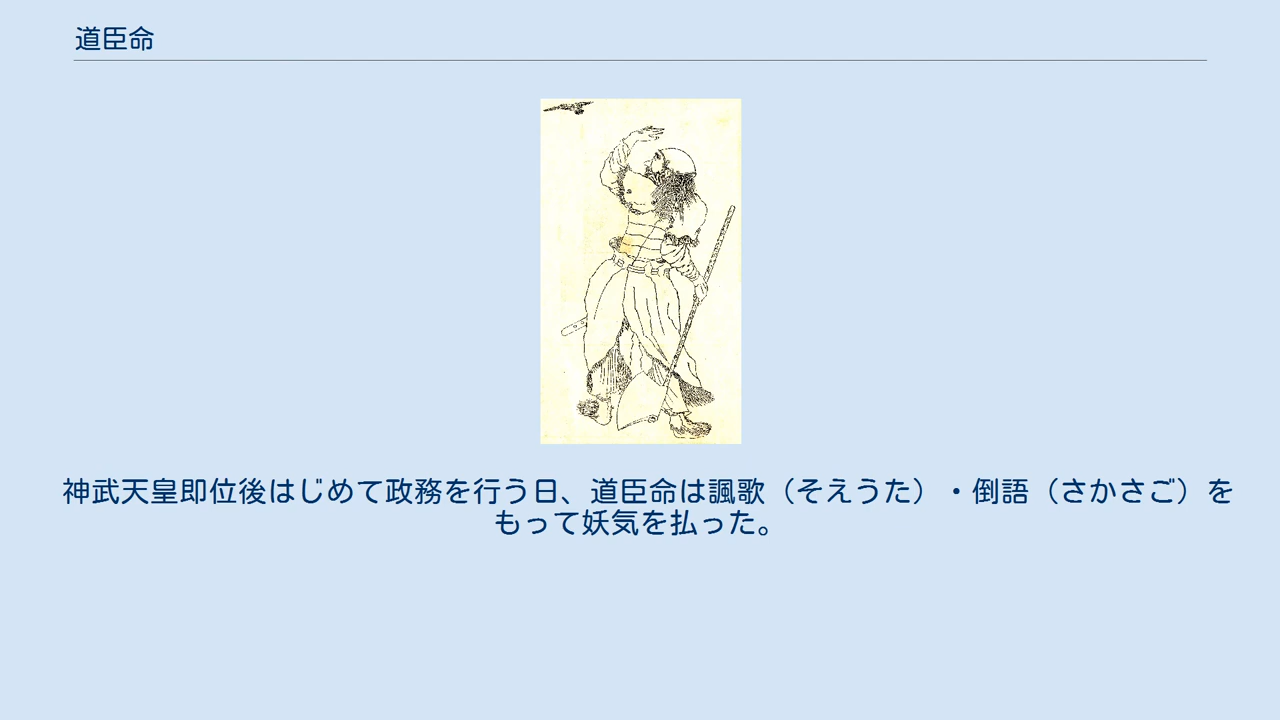 道臣命
神武天皇即位後はじめて政務を行う日、道臣命は諷歌（そえうた）・倒語（さかさご）を
もって妖気を払った。